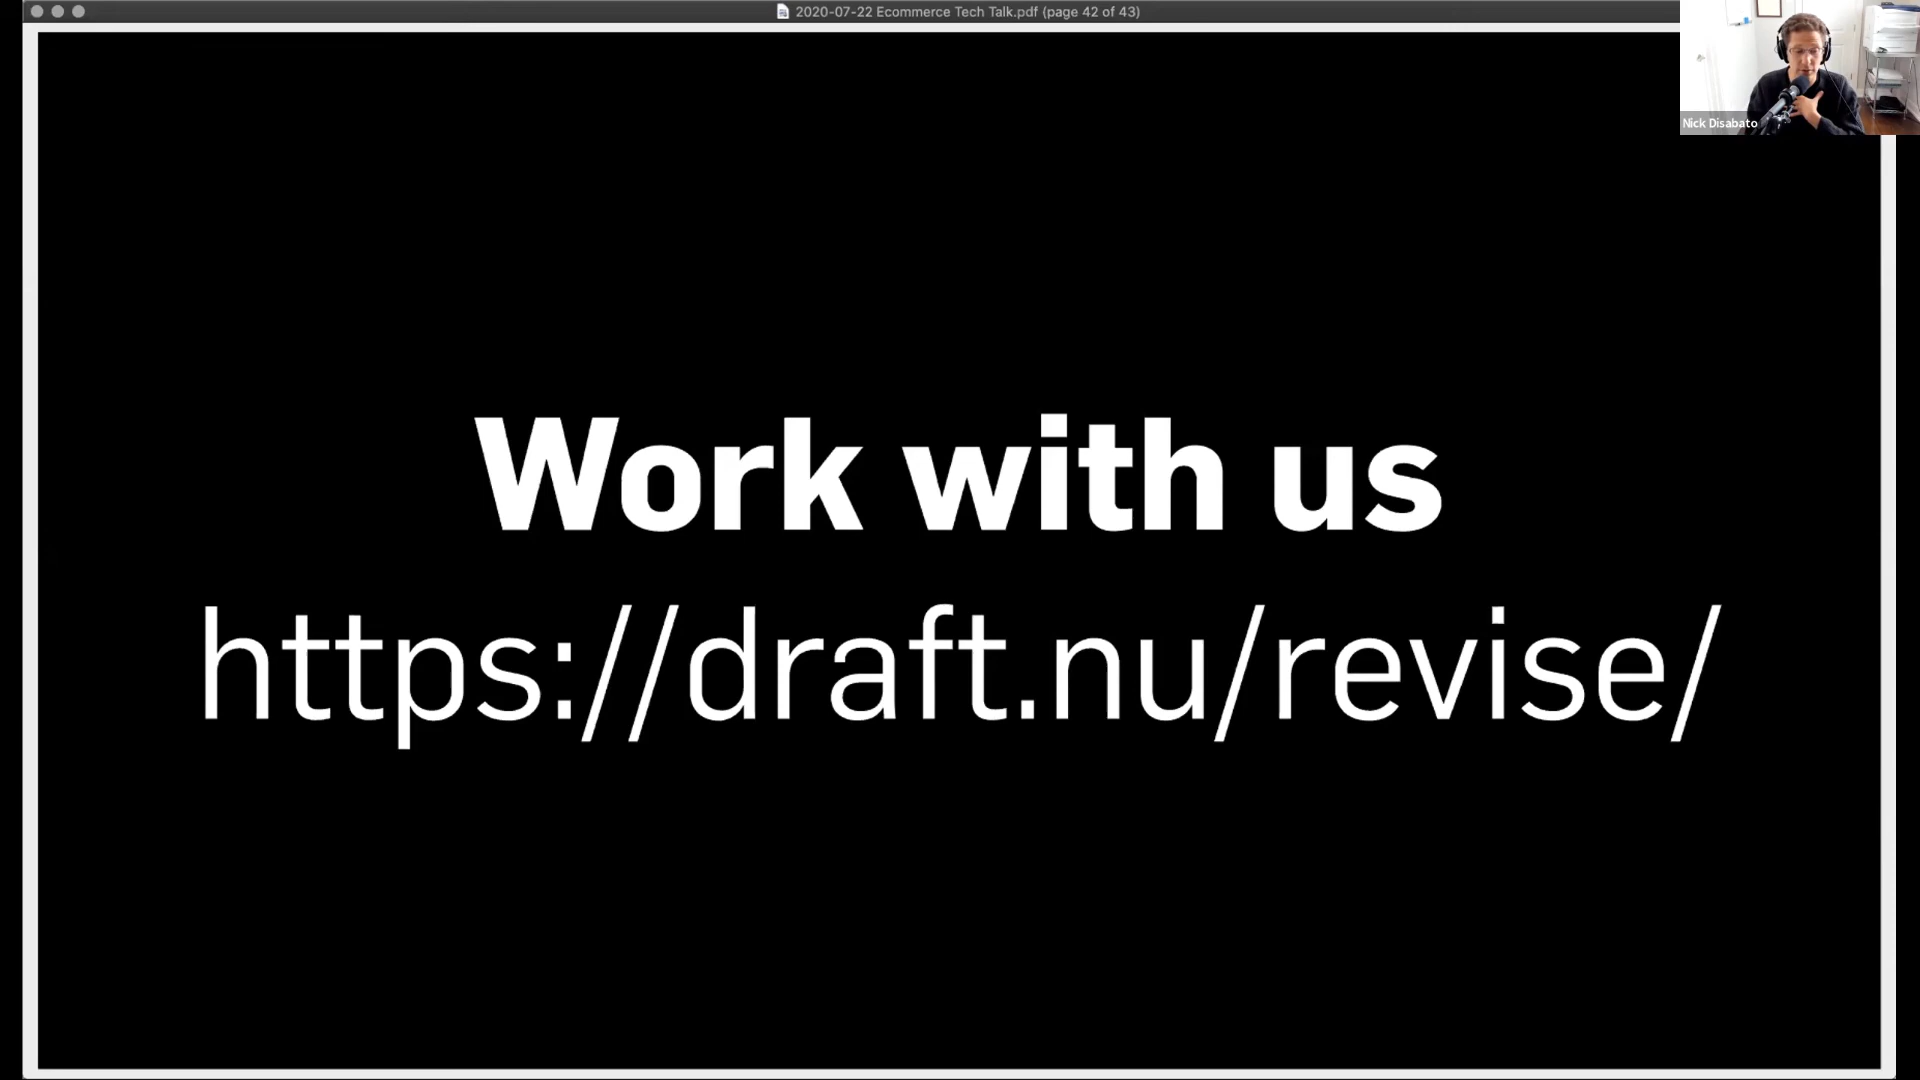 2020-07-22 Ecommerce Tech Talk.pdf (page 42 of 43)
Nick Disabato
Work with us
https://draft.nu/revise/